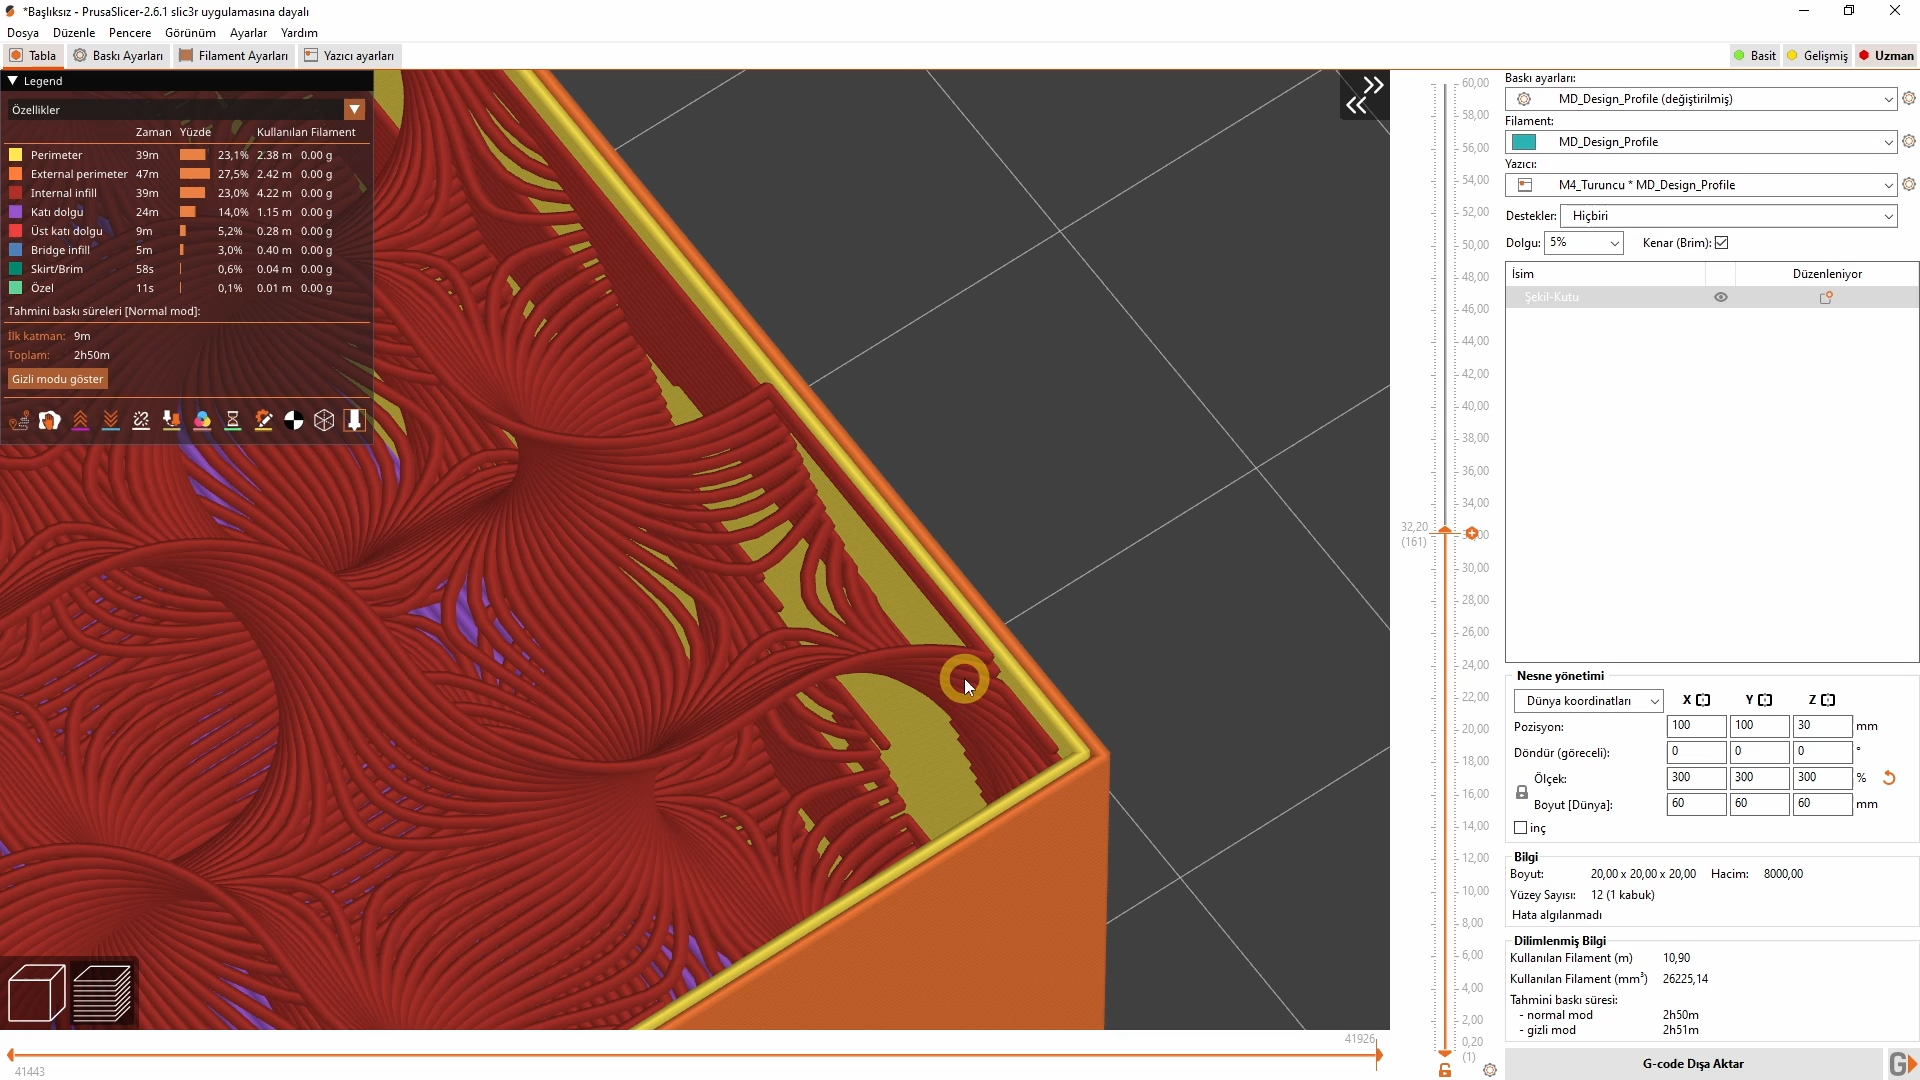 *Başlıksız - PrusaSlicer-2.6.1 slic3r uygulamasına dayalı
Dosya Düzenle Pencere Görünüm Ayarlar Yardım
Tabla Baskı Ayarları Filament Ayarları Yazıcı ayarları Basit Gelişmiş Uzman
Legend
Özellikler
Zaman Yüzde Kullanılan Filament
Perimeter 39m 23,1% 2.38 m 0.00 g
External perimeter 47m 27,5% 2.42 m 0.00 g
Internal infill 39m 23,0% 4.22 m 0.00 g
Katı dolgu 24m 14,0% 1.15 m 0.00 g
Üst katı dolgu 9m 5,2% 0.28 m 0.00 g
Bridge infill 5m 3,0% 0.40 m 0.00 g
Skirt/Brim 58s 0,6% 0.04 m 0.00 g
Özel 11s 0,1% 0.01 m 0.00 g
Tahmini baskı süreleri [Normal mod]:
İlk katman: 9m
Toplam: 2h50m
Gizli modu göster
60,00
58,00
56,00
54,00
52,00
50,00
48,00
46,00
44,00
42,00
40,00
38,00
36,00
34,00
32,20
(161)
30,00
28,00
26,00
24,00
22,00
20,00
18,00
16,00
14,00
12,00
10,00
8,00
6,00
4,00
2,00
0,20
(1)
41926
41443
Baskı ayarları:
MD_Design_Profile (değiştirilmiş)
Filament:
MD_Design_Profile
Yazıcı:
M4_Turuncu * MD_Design_Profile
Destekler: Hiçbiri
Dolgu: 5% Kenar (Brim):
İsim Düzenleniyor
Şekil-Kutu
Nesne yönetimi
Dünya koordinatları X Y Z
Pozisyon: 100 100 30 mm
Döndür (göreceli): 0 0 0 °
Ölçek: 300 300 300 %
Boyut [Dünya]: 60 60 60 mm
inç
Bilgi
Boyut: 20,00 x 20,00 x 20,00 Hacim: 8000,00
Yüzey Sayısı: 12 (1 kabuk)
Hata algılanmadı
Dilimlenmiş Bilgi
Kullanılan Filament (m) 10,90
Kullanılan Filament (mm³) 26225,14
Tahmini baskı süresi:
- normal mod 2h50m
- gizli mod 2h51m
G-code Dışa Aktar
G